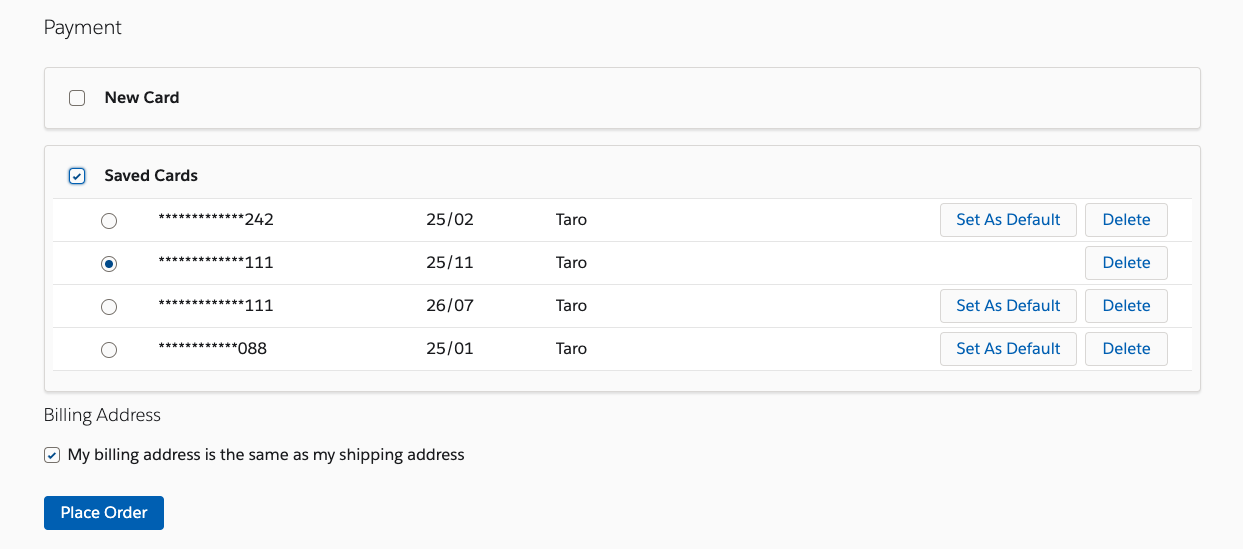 Payment
New Card
Saved Cards
*************242 25/02 Taro Set As Default Delete
*************111 25/11 Taro Delete
*************111 26/07 Taro Set As Default Delete
************088 25/01 Taro Set As Default Delete
Billing Address
My billing address is the same as my shipping address
Place Order